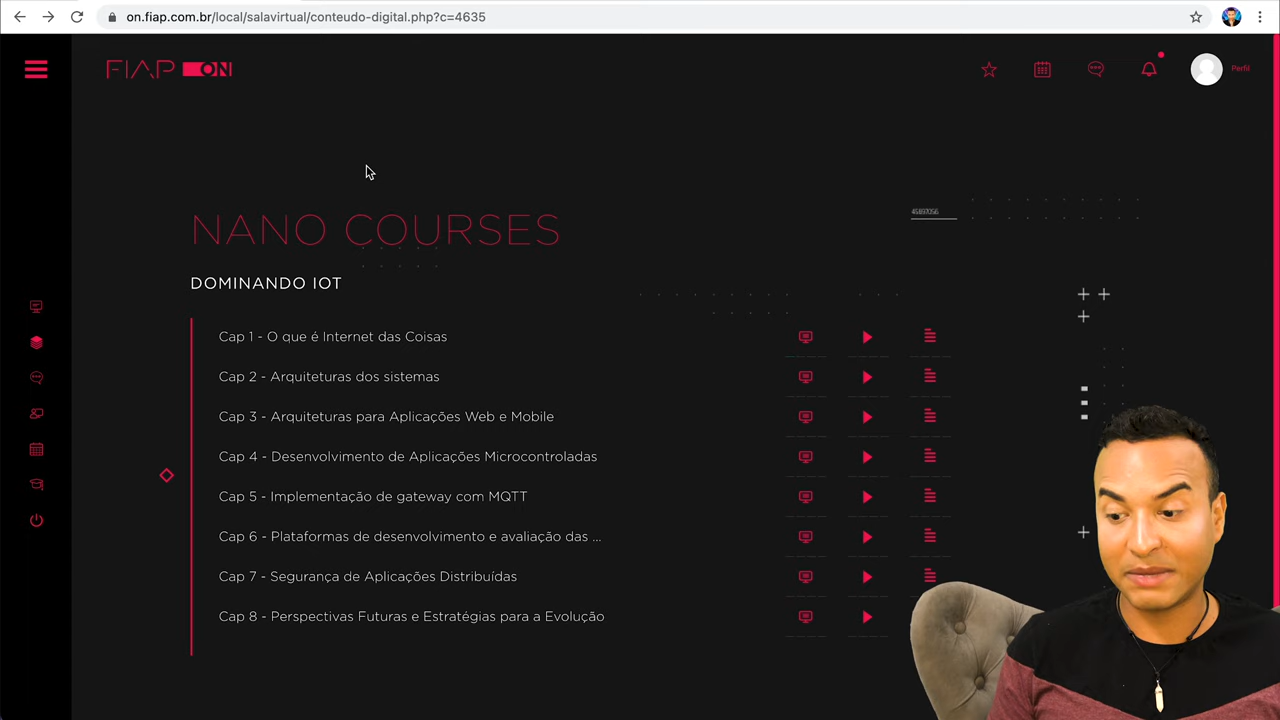 on.fiap.com.br/local/salavirtual/conteudo-digital.php?c=4635
FIAP ON
Perfil
45897056
NANO COURSES
DOMINANDO IOT
Cap 1 - O que é Internet das Coisas
Cap 2 - Arquiteturas dos sistemas
Cap 3 - Arquiteturas para Aplicações Web e Mobile
Cap 4 - Desenvolvimento de Aplicações Microcontroladas
Cap 5 - Implementação de gateway com MQTT
Cap 6 - Plataformas de desenvolvimento e avaliação das ...
Cap 7 - Segurança de Aplicações Distribuídas
Cap 8 - Perspectivas Futuras e Estratégias para a Evolução